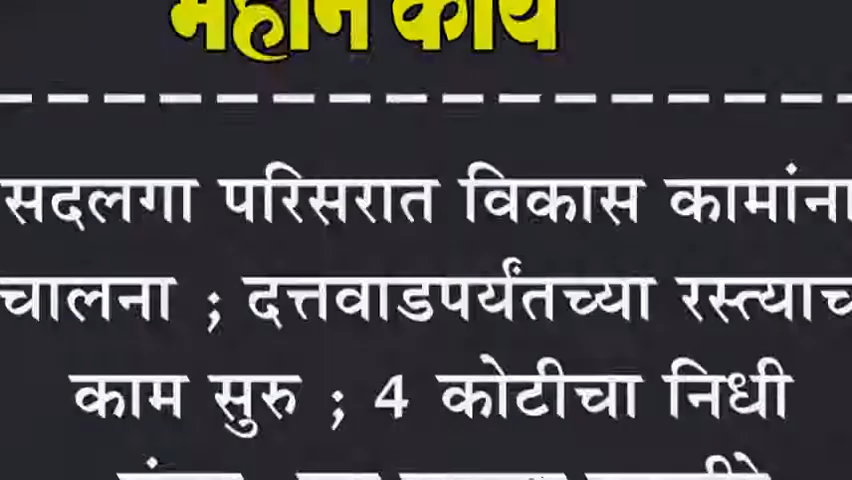 महान कार्य
सदलगा परिसरात विकास कामांना
चालना ; दत्तवाडपर्यंतच्या रस्त्याच
काम सुरु ; 4 कोटीचा निधी